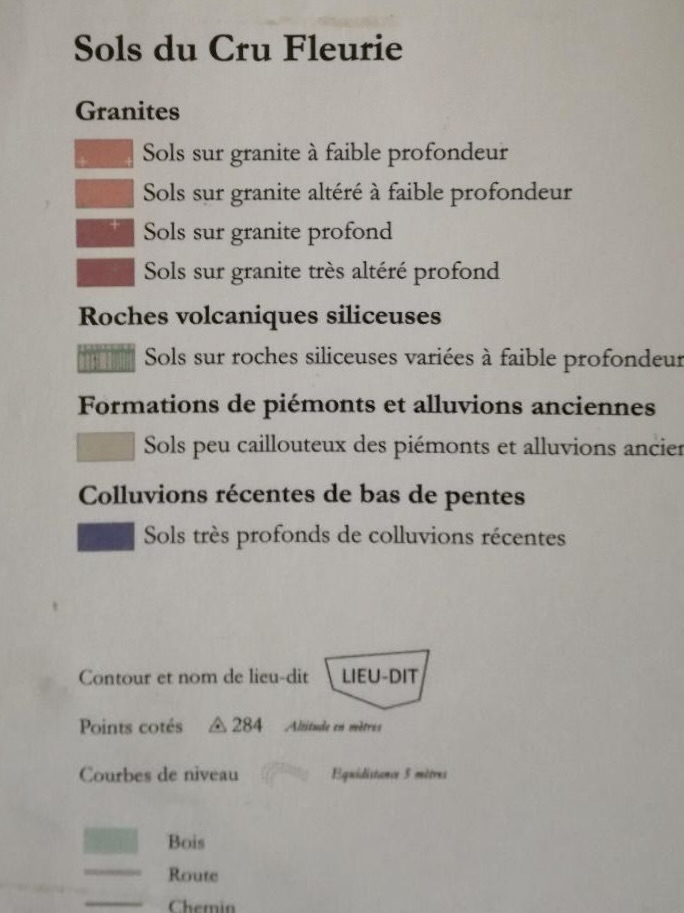 Sols du Cru Fleurie
Granites
Sols sur granite à faible profondeur
Sols sur granite altéré à faible profondeur
Sols sur granite profond
Sols sur granite très altéré profond
Roches volcaniques siliceuses
Sols sur roches siliceuses variées à faible profondeur
Formations de piémonts et alluvions anciennes
Sols peu caillouteux des piémonts et alluvions ancien
Colluvions récentes de bas de pentes
Sols très profonds de colluvions récentes
Contour et nom de lieu-dit LIEU-DIT
Points cotés 284 Altitude en mètres
Courbes de niveau Equidistance 5 mètres
Bois
Route
Chemin